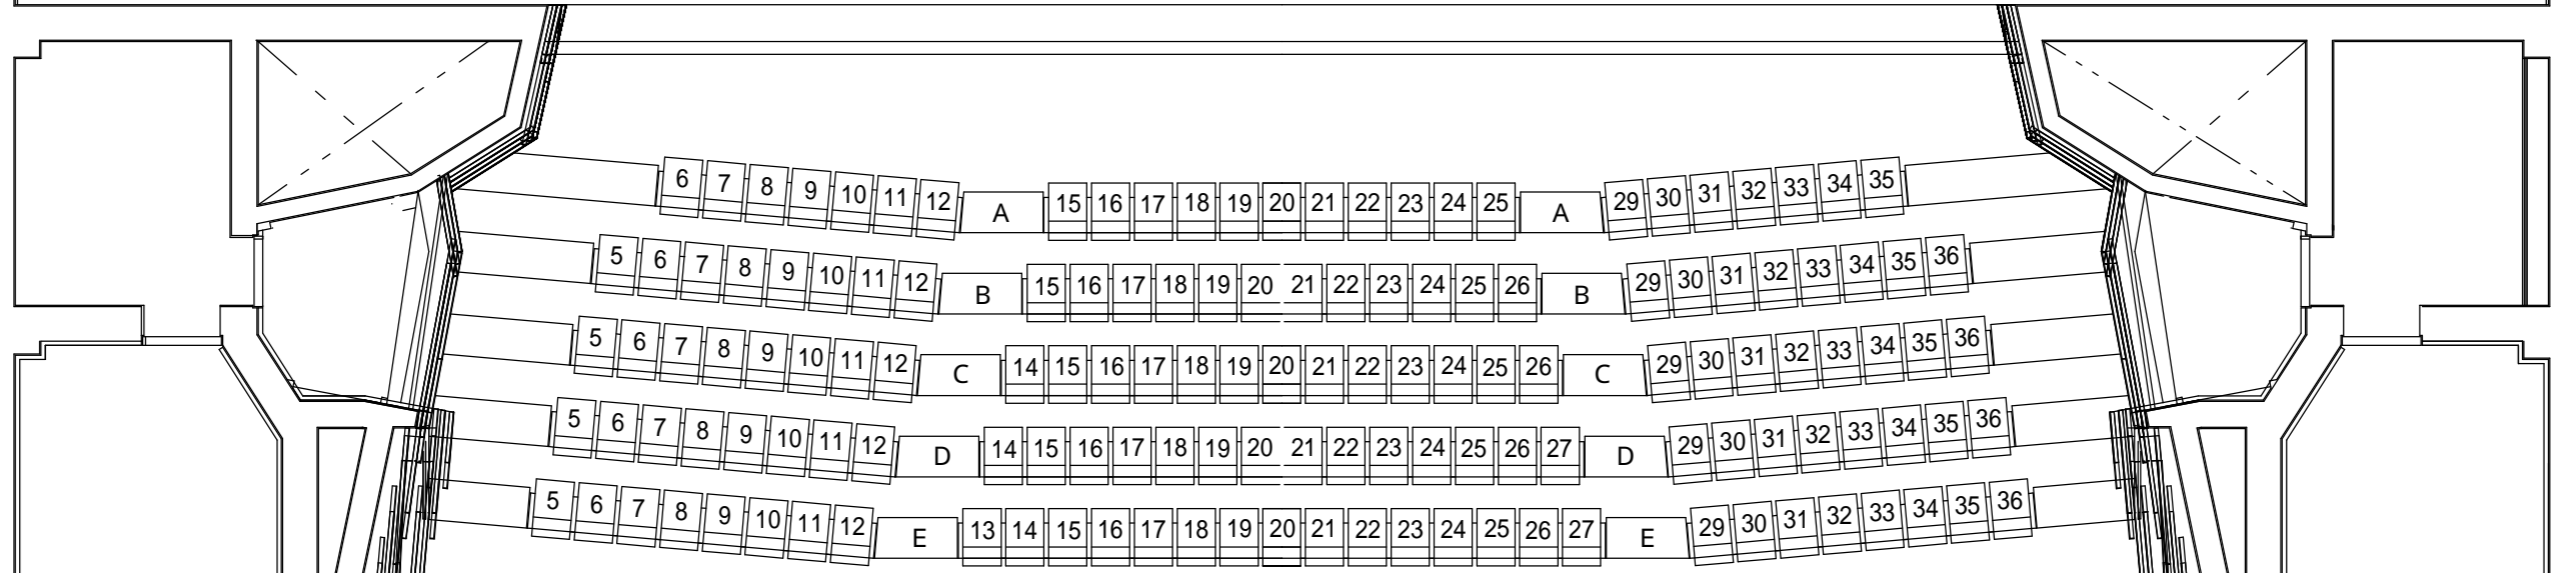 6 7 8 9 10 11 12 A 15 16 17 18 19 20 21 22 23 24 25 A 29 30 31 32 33 34 35
5 6 7 8 9 10 11 12 B 15 16 17 18 19 20 21 22 23 24 25 26 B 29 30 31 32 33 34 35 36
5 6 7 8 9 10 11 12 C 14 15 16 17 18 19 20 21 22 23 24 25 26 C 29 30 31 32 33 34 35 36
5 6 7 8 9 10 11 12 D 14 15 16 17 18 19 20 21 22 23 24 25 26 27 D 29 30 31 32 33 34 35 36
5 6 7 8 9 10 11 12 E 13 14 15 16 17 18 19 20 21 22 23 24 25 26 27 E 29 30 31 32 33 34 35 36